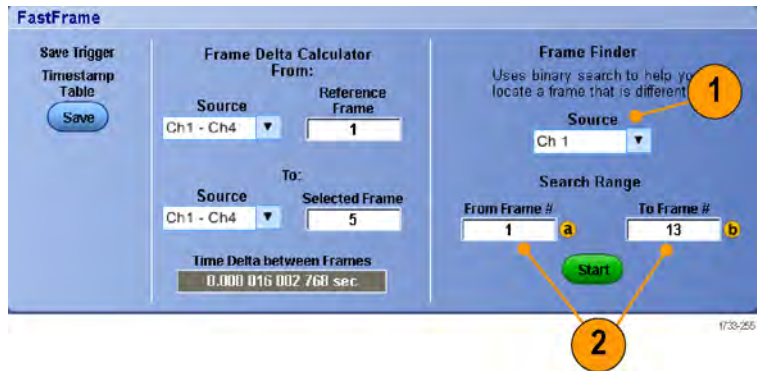 FastFrame
Save Trigger
Timestamp
Table
Save
Frame Delta Calculator
From:
Source
Reference
Frame
Ch1 - Ch4
1
To:
Source
Selected Frame
Ch1 - Ch4
5
Time Delta between Frames
0.000 016 002 768 sec
Frame Finder
Uses binary search to help
locate a frame that is different
1
Source
Ch 1
Search Range
From Frame #
To Frame #
1
a
13
b
Start
2
1733-255